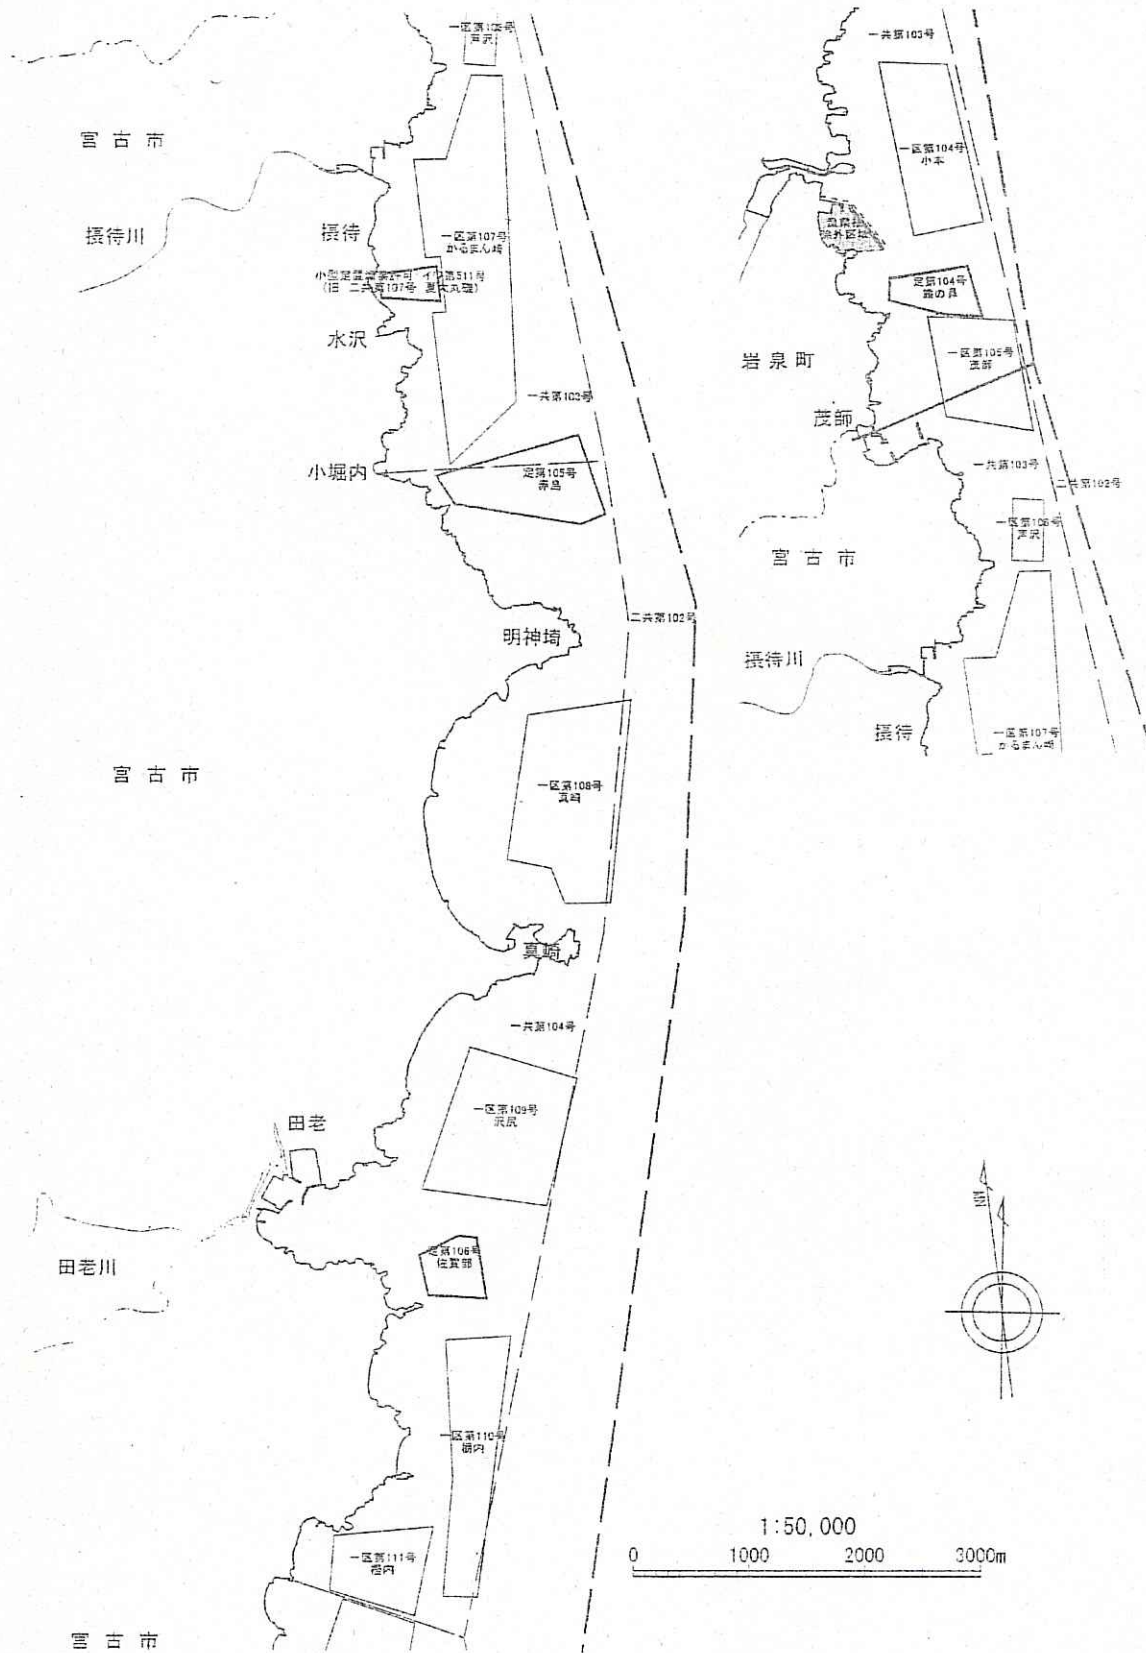 一区第106号
芦沢
宮古市
摂待川
摂待
一区第107号
かるまん崎
水沢
一共第103号
小堀内
定第105号
赤島
明神埼
二共第102号
宮古市
一区第108号
真崎
真崎
一共第104号
一区第109号
沢尻
田老
田老川
定第106号
佐賀部
一区第110号
一区第111号
宮古市
一共第103号
一区第104号
小本
除外区域
定第104号
岩泉町
一区第105号
茂師
茂師
一共第103号
二共第102号
一区第106号
芦沢
宮古市
摂待川
摂待
一区第107号
かるまん崎
1:50,000
0 1000 2000 3000m